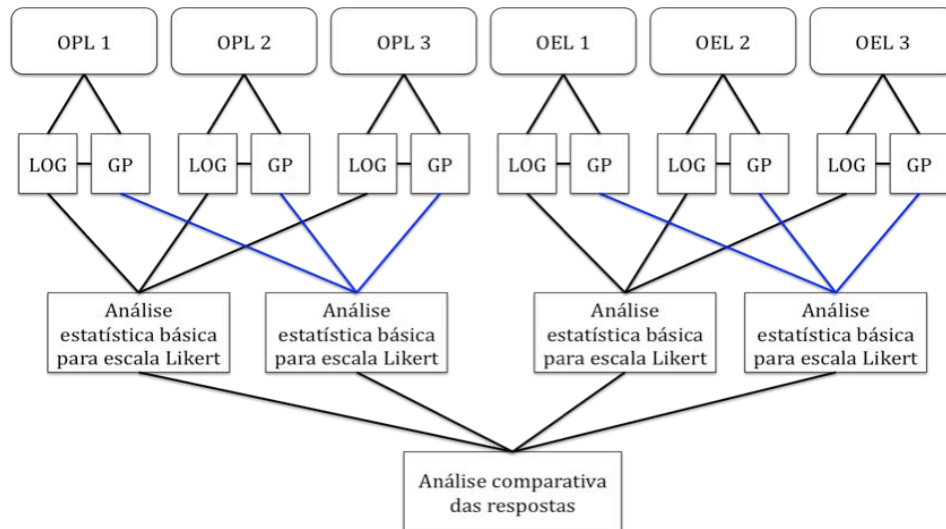 OPL 1
OPL 2
OPL 3
OEL 1
OEL 2
OEL 3
LOG
GP
LOG
GP
LOG
GP
LOG
GP
LOG
GP
LOG
GP
Análise
estatística básica
para escala Likert
Análise
estatística básica
para escala Likert
Análise
estatística básica
para escala Likert
Análise
estatística básica
para escala Likert
Análise comparativa
das respostas